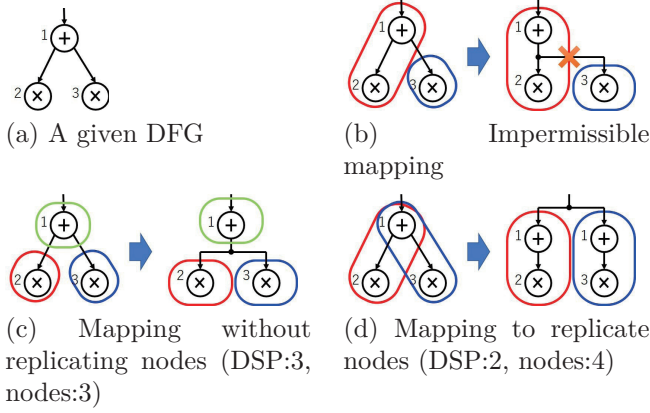 1 +
2 × 3 ×
(a) A given DFG
1 +
2 × 3 ×
1 +
2 × 3 ×
(b) Impermissible
mapping
1 +
2 × 3 ×
1 +
2 × 3 ×
(c) Mapping without
replicating nodes (DSP:3,
nodes:3)
1 +
2 × 3 ×
1 + 1 +
2 × 3 ×
(d) Mapping to replicate
nodes (DSP:2, nodes:4)